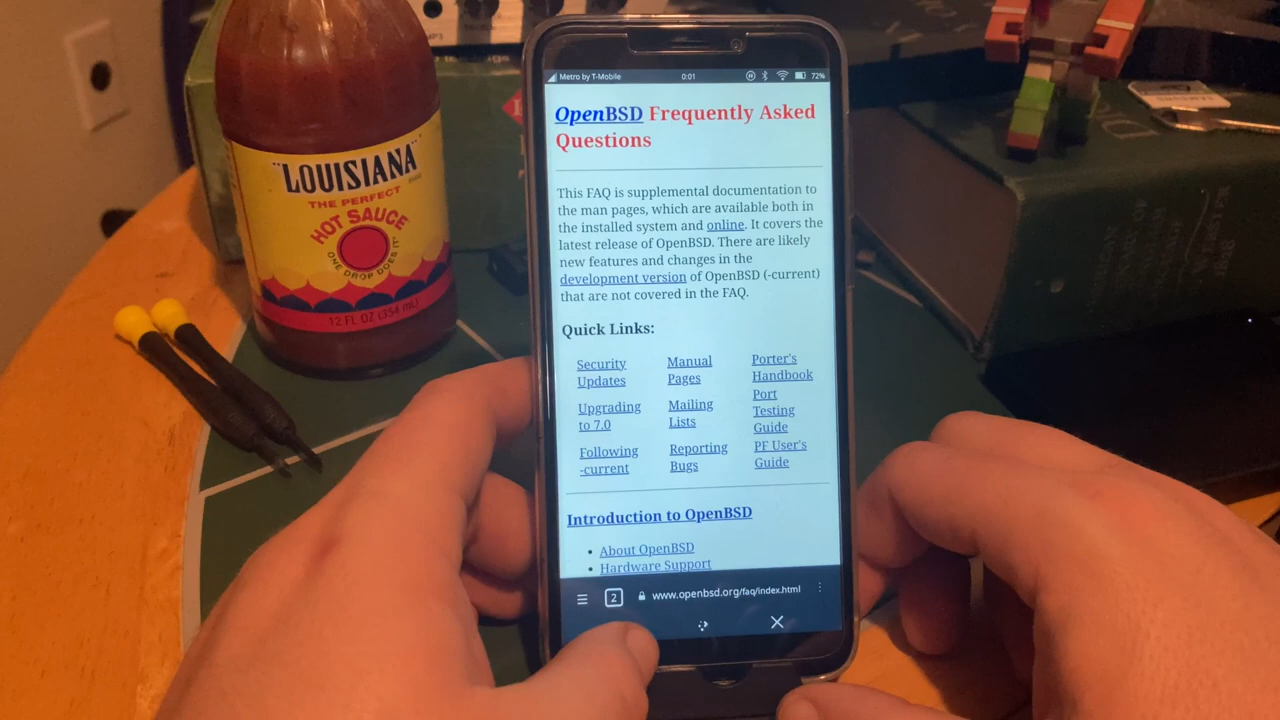 "LOUISIANA"
THE PERFECT
HOT SAUCE
ONE DROP DOES IT
12 FL OZ (354 mL)
Metro by T-Mobile 0:01 72%
OpenBSD Frequently Asked
Questions
This FAQ is supplemental documentation to
the man pages, which are available both in
the installed system and online. It covers the
latest release of OpenBSD. There are likely
new features and changes in the
development version of OpenBSD (-current)
that are not covered in the FAQ.
Quick Links:
Security
Updates
Upgrading
to 7.0
Following
-current
Manual
Pages
Mailing
Lists
Reporting
Bugs
Porter's
Handbook
Port
Testing
Guide
PF User's
Guide
Introduction to OpenBSD
• About OpenBSD
• Hardware Support
2 www.openbsd.org/faq/index.html